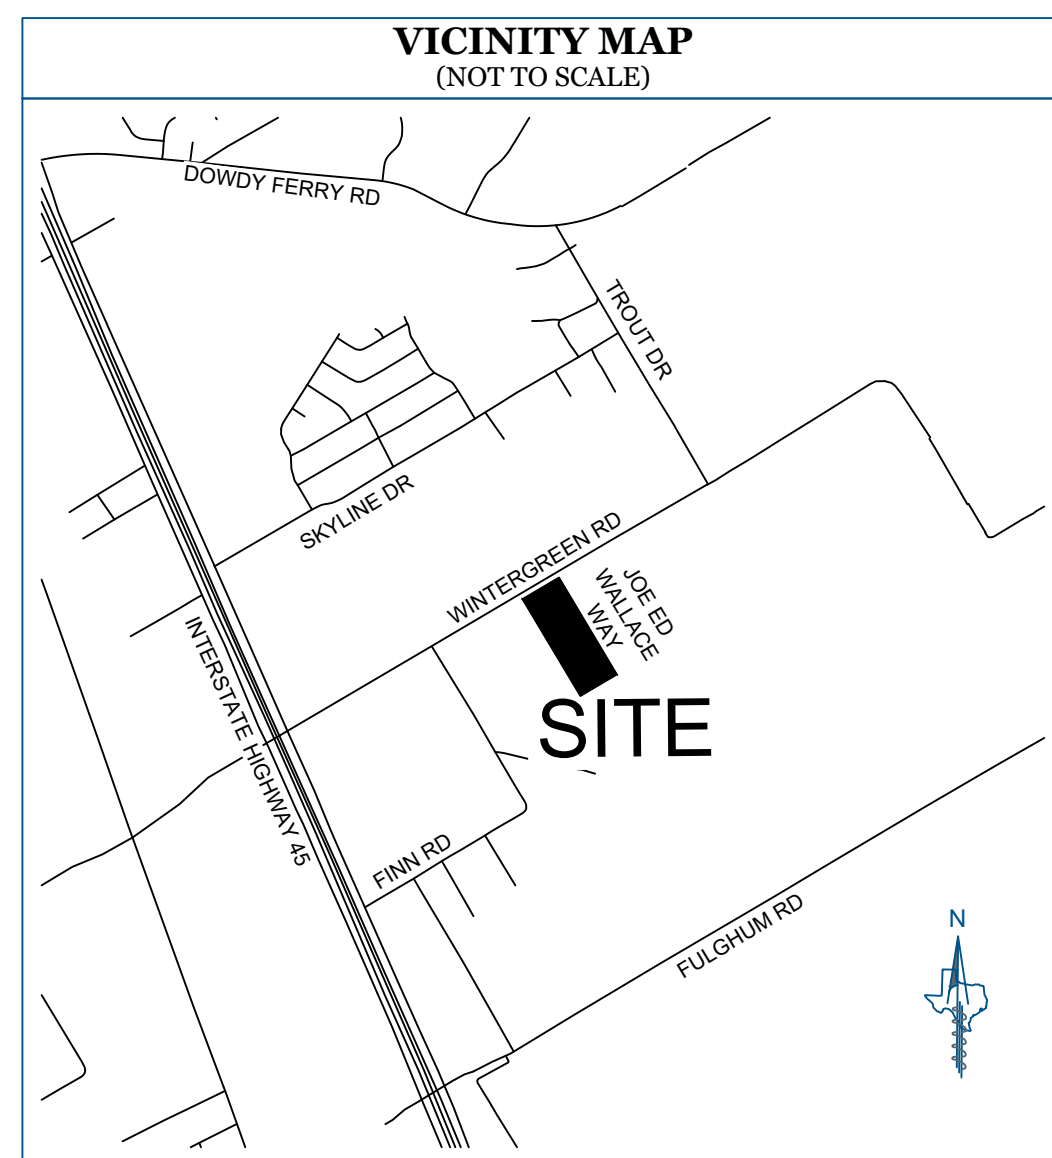 VICINITY MAP
(NOT TO SCALE)
DOWDY FERRY RD
TROUT DR
SKYLINE DR
WINTERGREEN RD
JOE ED
WALLACE
WAY
INTERSTATE HIGHWAY 45
SITE
FINN RD
FULGHUM RD
N